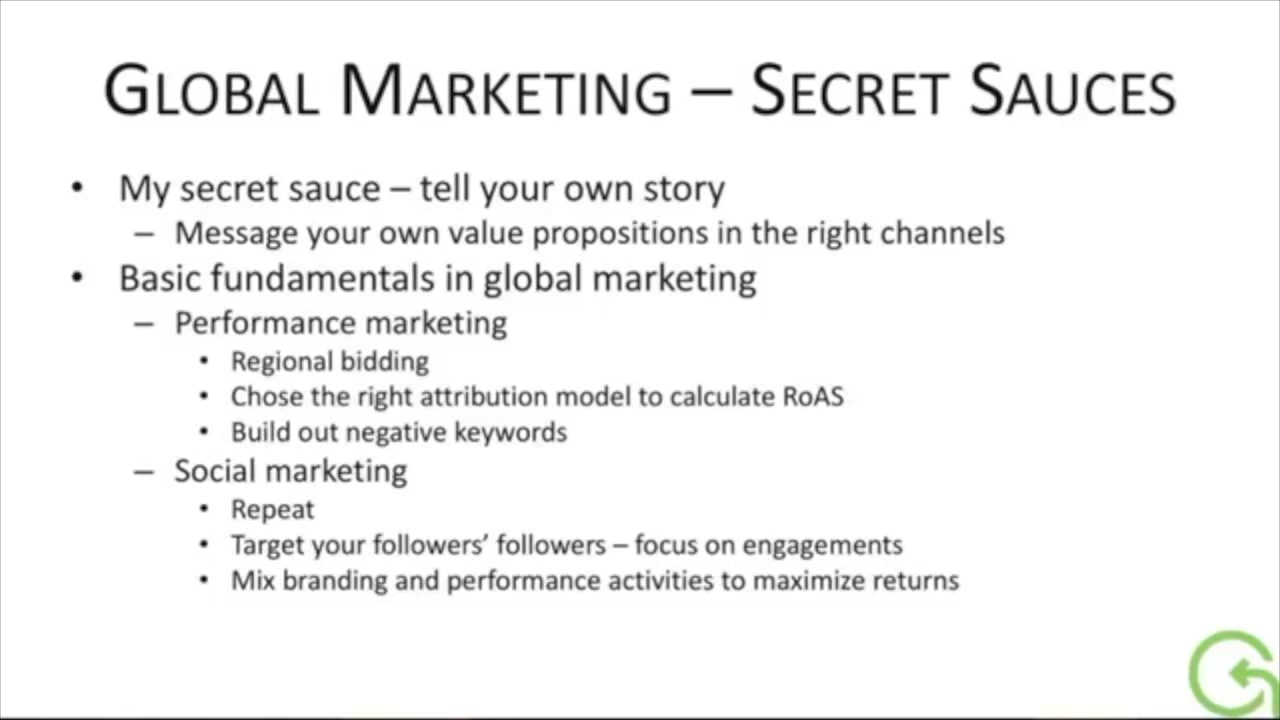 GLOBAL MARKETING – SECRET SAUCES
• My secret sauce – tell your own story
– Message your own value propositions in the right channels
• Basic fundamentals in global marketing
– Performance marketing
• Regional bidding
• Chose the right attribution model to calculate RoAS
• Build out negative keywords
– Social marketing
• Repeat
• Target your followers’ followers – focus on engagements
• Mix branding and performance activities to maximize returns